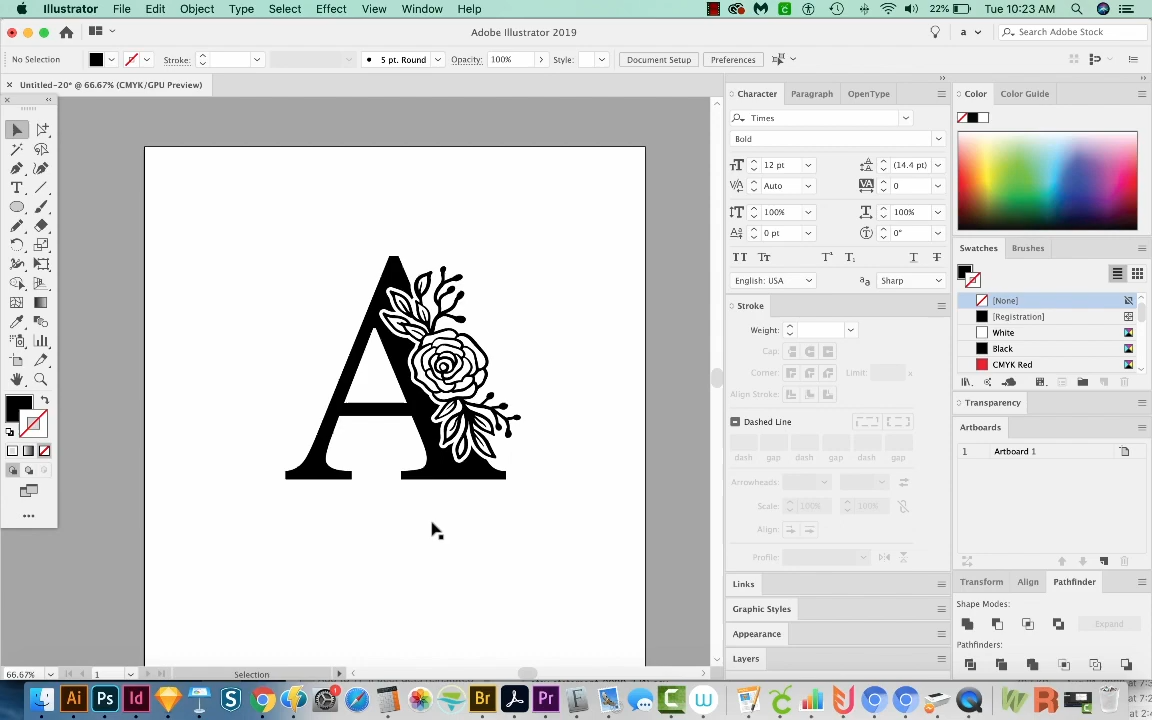 Illustrator File Edit Object Type Select Effect View Window Help 22% Tue 10:23 AM
Adobe Illustrator 2019 a Search Adobe Stock
No Selection Stroke: 5 pt. Round Opacity: 100% Style: Document Setup Preferences
Untitled-20* @ 66.67% (CMYK/GPU Preview)
Character Paragraph OpenType
Times
Bold
12 pt (14.4 pt)
Auto 0
100% 100%
0 pt 0°
English: USA Sharp
Stroke
Weight:
Cap:
Corner: Limit: x
Align Stroke:
Dashed Line
dash gap dash gap dash gap
Arrowheads:
Scale: 100% 100%
Align:
Profile:
Links
Graphic Styles
Appearance
Layers
Color Color Guide
Swatches Brushes
[None]
[Registration]
White
Black
CMYK Red
Transparency
Artboards
1 Artboard 1
Transform Align Pathfinder
Shape Modes:
Expand
Pathfinders:
A
66.67% 1 Selection
Ai Ps Id S Br Pr W